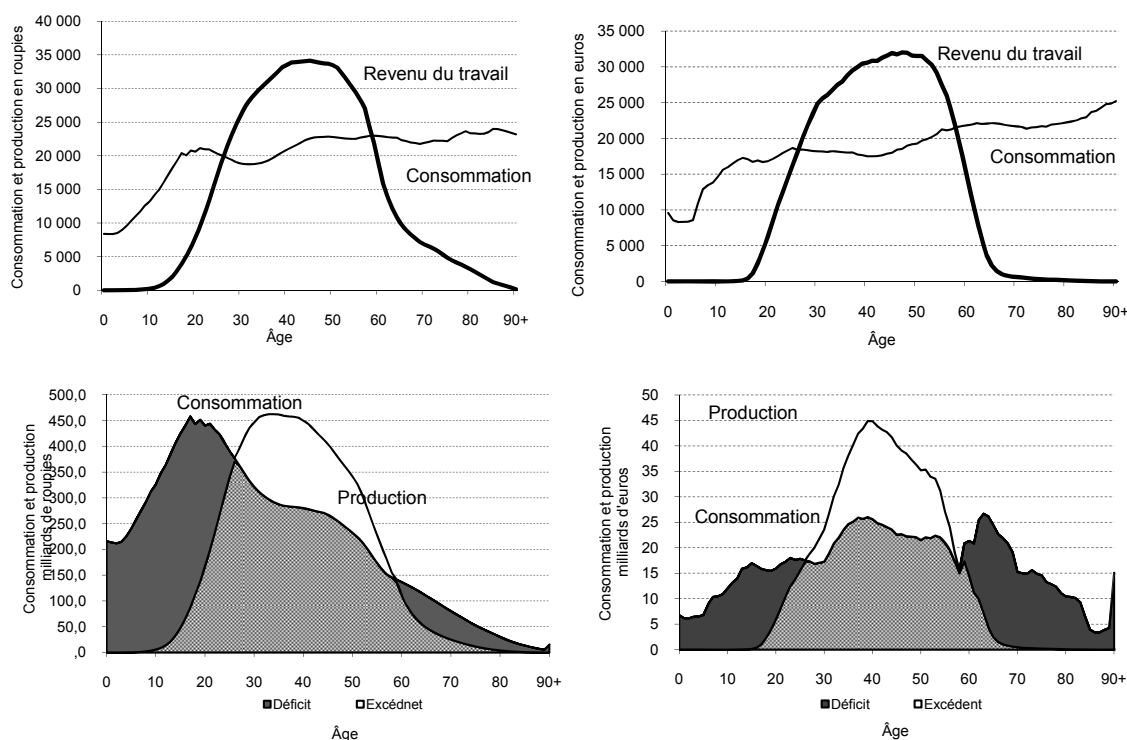 Consommation et production en roupies
40 000
35 000
30 000
25 000
20 000
15 000
10 000
5 000
0
Revenu du travail
Consommation
0 10 20 30 40 50 60 70 80 90+
Âge
Consommation et production en euros
35 000
30 000
25 000
20 000
15 000
10 000
5 000
0
Revenu du travail
Consommation
0 10 20 30 40 50 60 70 80 90+
Âge
Consommation et production
milliards de roupies
500,0
450,0
400,0
350,0
300,0
250,0
200,0
150,0
100,0
50,0
,0
Consommation
Production
0 10 20 30 40 50 60 70 80 90+
Déficit Excédnet
Âge
Consommation et production
milliards d'euros
50
45
40
35
30
25
20
15
10
5
0
Production
Consommation
0 10 20 30 40 50 60 70 80 90+
Déficit Excédent
Âge